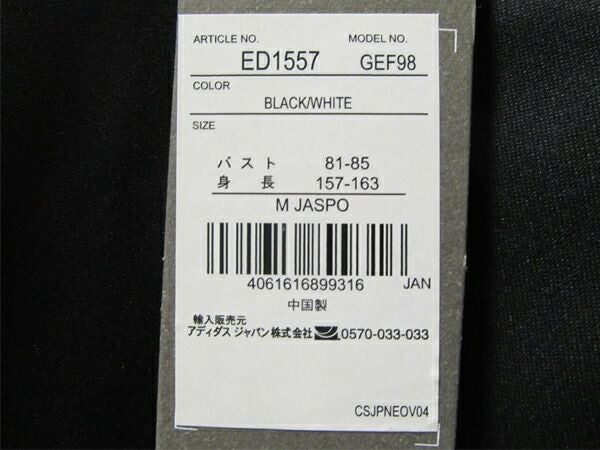 ARTICLE NO. MODEL NO.
ED1557 GEF98
COLOR
BLACK/WHITE
SIZE
バスト 81-85
身長 157-163
M JASPO
4061616899316 JAN
中国製
輸入販売元
アディダス ジャパン株式会社 0570-033-033
CSJPNEOV04